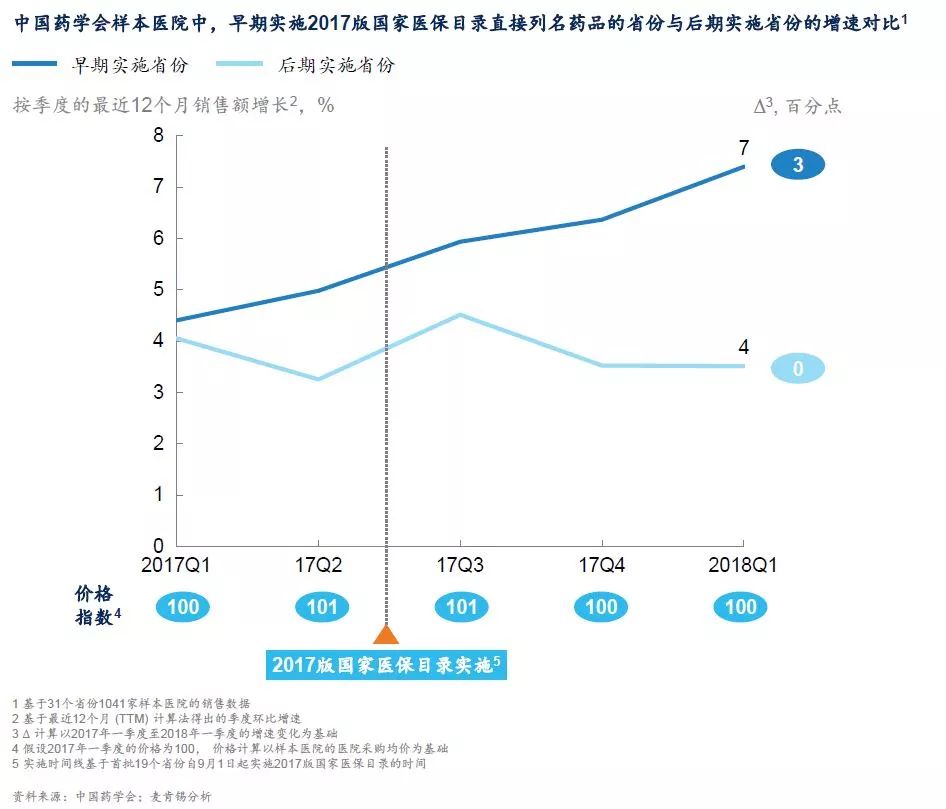 中国药学会样本医院中，早期实施2017版国家医保目录直接列名药品的省份与后期实施省份的增速对比1
早期实施省份 后期实施省份
按季度的最近12个月销售额增长2，% Δ3, 百分点
8
7
6
5
4
3
2
1
0
7
3
4
0
2017Q1 17Q2 17Q3 17Q4 2018Q1
价格
指数4
100 101 101 100 100
2017版国家医保目录实施5
1 基于31个省份1041家样本医院的销售数据
2 基于最近12个月 (TTM) 计算法得出的季度环比增速
3 Δ 计算以2017年一季度至2018年一季度的增速变化为基础
4 假设2017年一季度的价格为100， 价格计算以样本医院的医院采购均价为基础
5 实施时间线基于首批19个省份自9月1日起实施2017版国家医保目录的时间
资料来源：中国药学会；麦肯锡分析